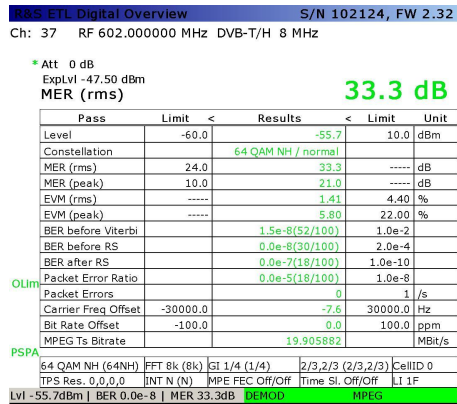 R&S ETL Digital Overview S/N 102124, FW 2.32
Ch: 37 RF 602.000000 MHz DVB-T/H 8 MHz
* Att 0 dB
ExpLvl -47.50 dBm
MER (rms) 33.3 dB
Pass Limit < Results < Limit Unit
Level -60.0 -55.7 10.0 dBm
Constellation 64 QAM NH / normal
MER (rms) 24.0 33.3 ----- dB
MER (peak) 10.0 21.0 ----- dB
EVM (rms) ----- 1.41 4.40 %
EVM (peak) ----- 5.80 22.00 %
BER before Viterbi 1.5e-8(52/100) 1.0e-2
BER before RS 0.0e-8(30/100) 2.0e-4
BER after RS 0.0e-7(18/100) 1.0e-10
OLim Packet Error Ratio 0.0e-5(18/100) 1.0e-8
Packet Errors 0 1 /s
Carrier Freq Offset -30000.0 -7.6 30000.0 Hz
Bit Rate Offset -100.0 0.0 100.0 ppm
MPEG Ts Bitrate 19.905882 MBit/s
PSPA
64 QAM NH (64NH) FFT 8k (8k) GI 1/4 (1/4) 2/3,2/3 (2/3,2/3) CellID 0
TPS Res. 0,0,0,0 INT N (N) MPE FEC Off/Off Time Sl. Off/Off LI 1F
Lvl -55.7dBm | BER 0.0e-8 | MER 33.3dB DEMOD MPEG